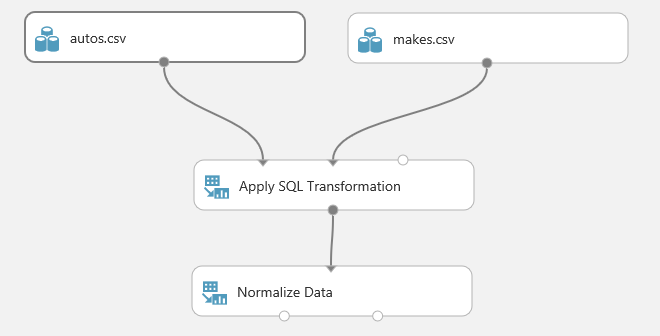 autos.csv
makes.csv
Apply SQL Transformation
Normalize Data